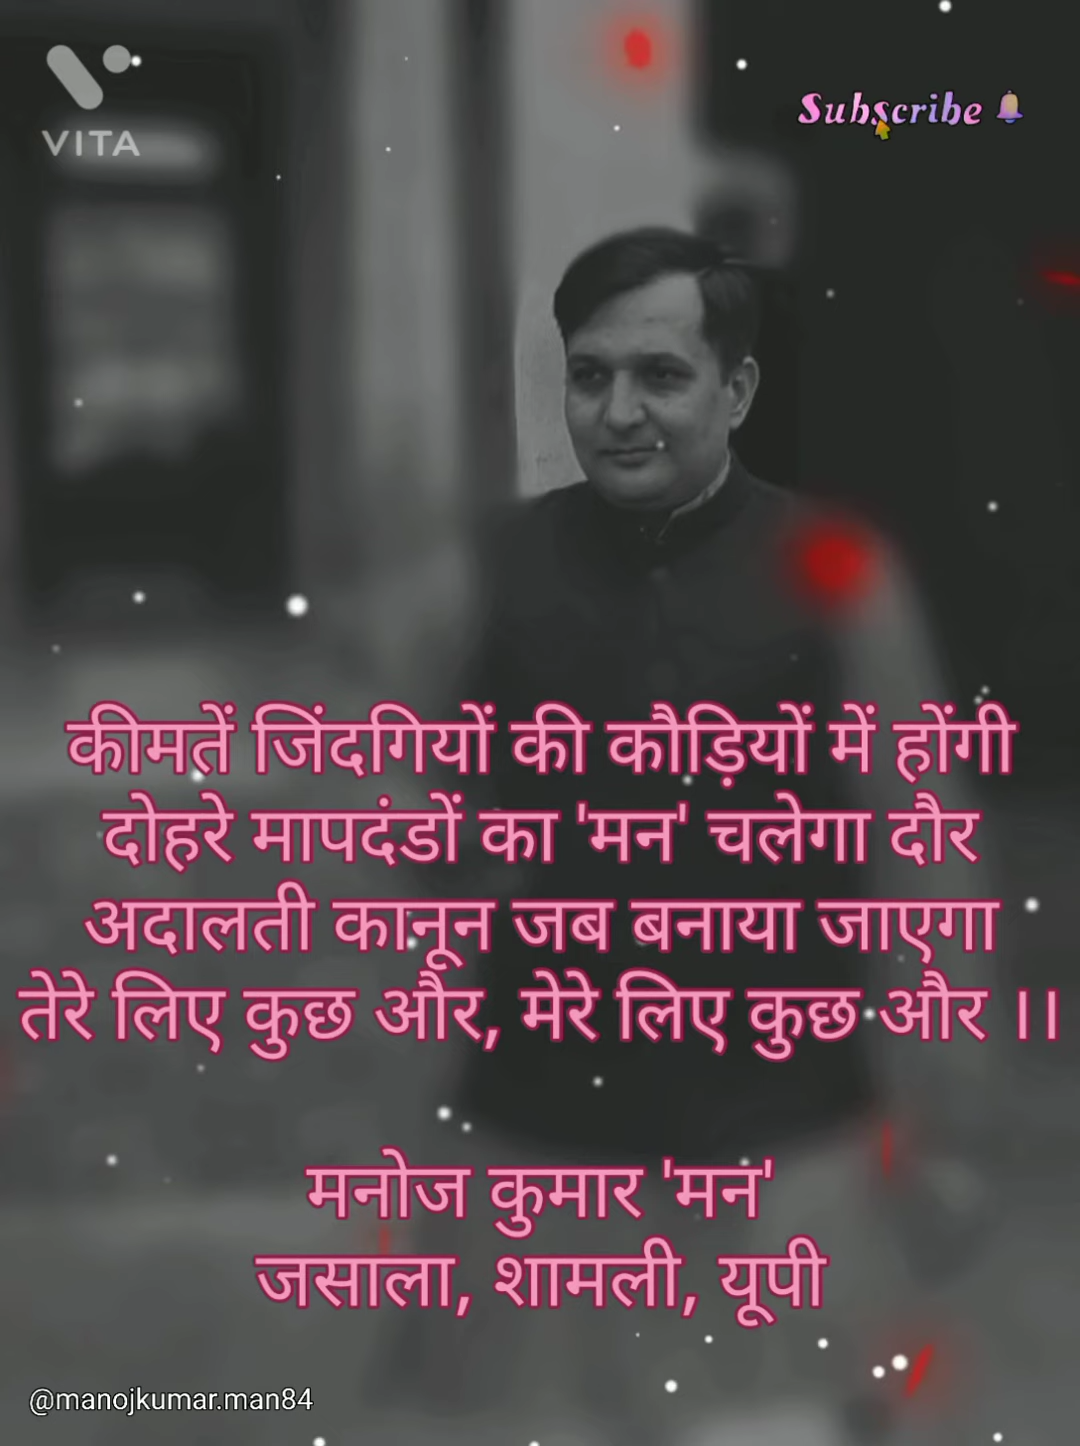 VITA
Subscribe
कीमतें जिंदगियों की कौड़ियों में होंगी
दोहरे मापदंडों का 'मन' चलेगा दौर
अदालती कानून जब बनाया जाएगा
तेरे लिए कुछ और, मेरे लिए कुछ और ।।
मनोज कुमार 'मन'
जसाला, शामली, यूपी
@manojkumar.man84